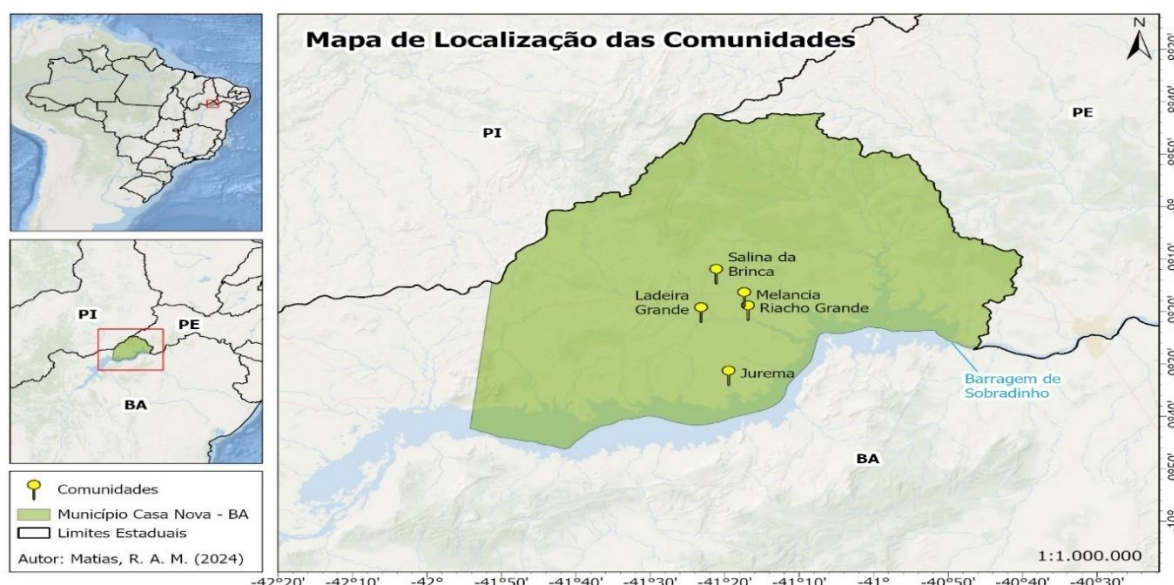 Mapa de Localização das Comunidades
N
PI
PE
Salina da
Brinca
Ladeira
Grande
Melancia
Riacho Grande
Jurema
Barragem de
Sobradinho
BA
1:1.000.000
PI
PE
BA
Comunidades
Município Casa Nova - BA
Limites Estaduais
Autor: Matias, R. A. M. (2024)
-42°20' -42°10' -42° -41°50' -41°40' -41°30' -41°20' -41°10' -41° -40°50' -40°40' -40°30'